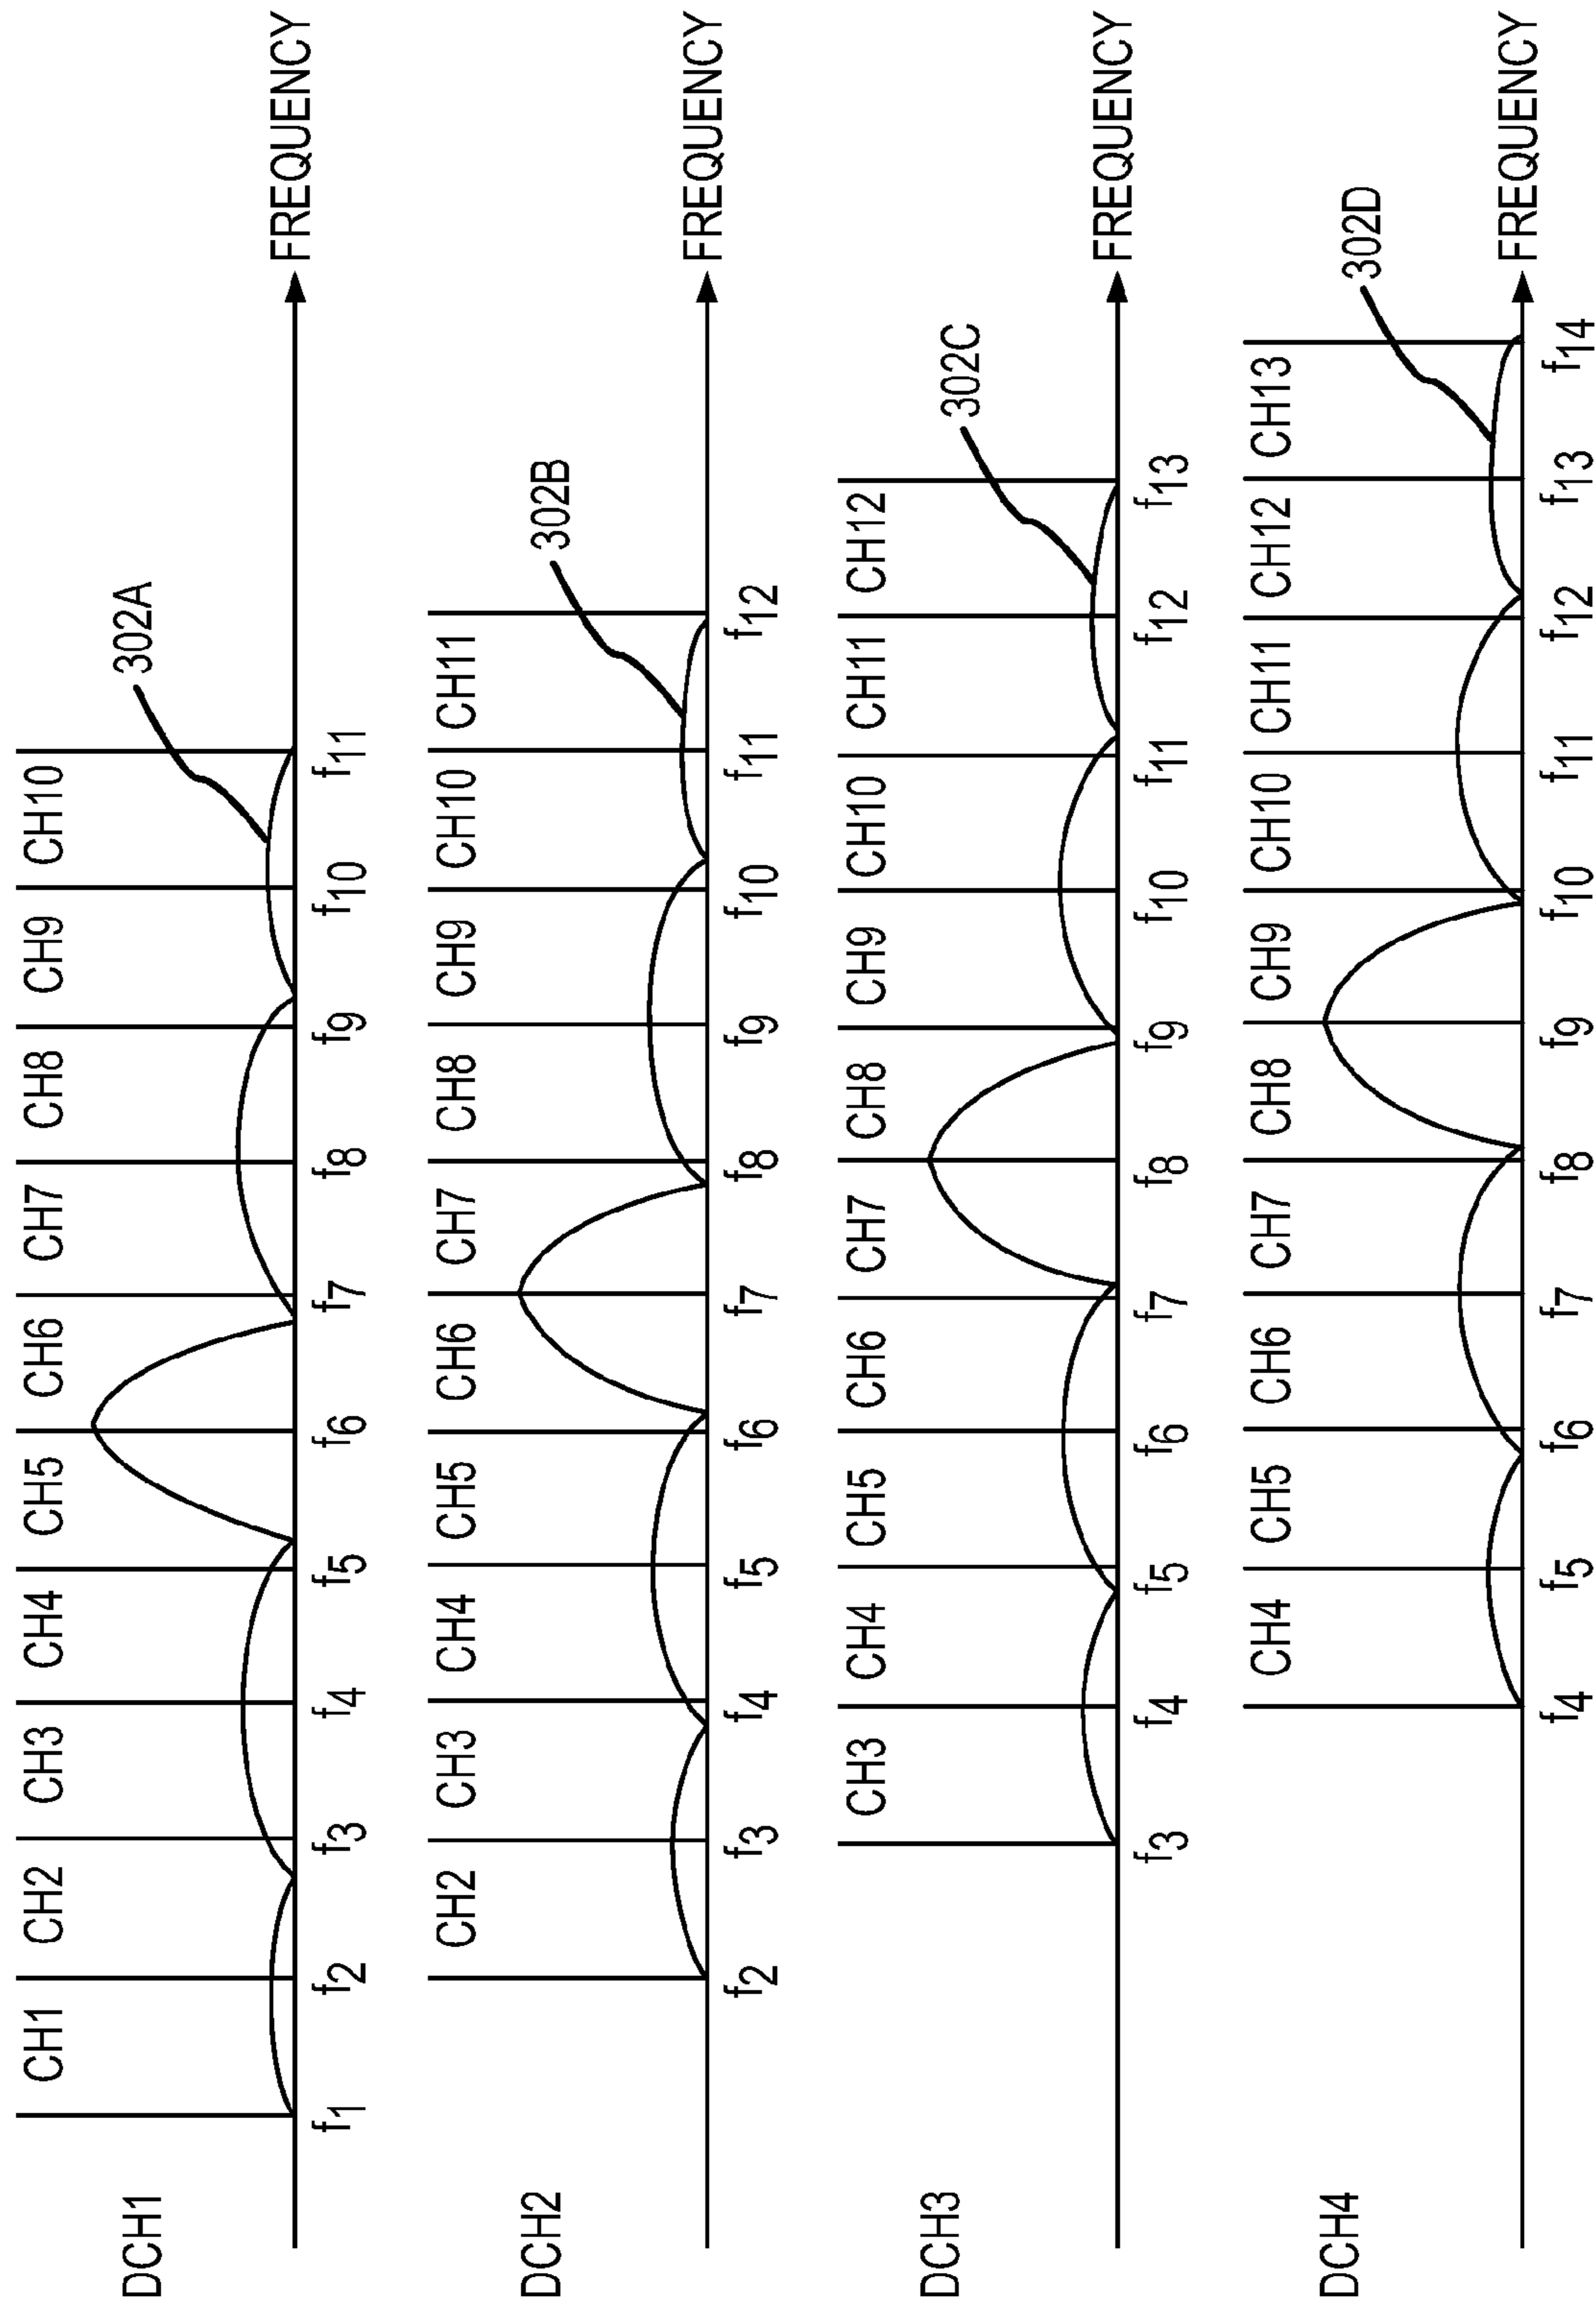 302A
CH1 CH2 CH3 CH4 CH5 CH6 CH7 CH8 CH9 CH10
DCH1
FREQUENCY
f1 f2 f3 f4 f5 f6 f7 f8 f9 f10 f11
302B
CH2 CH3 CH4 CH5 CH6 CH7 CH8 CH9 CH10 CH11
DCH2
FREQUENCY
f2 f3 f4 f5 f6 f7 f8 f9 f10 f11 f12
302C
CH3 CH4 CH5 CH6 CH7 CH8 CH9 CH10 CH11 CH12
DCH3
FREQUENCY
f3 f4 f5 f6 f7 f8 f9 f10 f11 f12 f13
302D
CH4 CH5 CH6 CH7 CH8 CH9 CH10 CH11 CH12 CH13
DCH4
FREQUENCY
f4 f5 f6 f7 f8 f9 f10 f11 f12 f13 f14